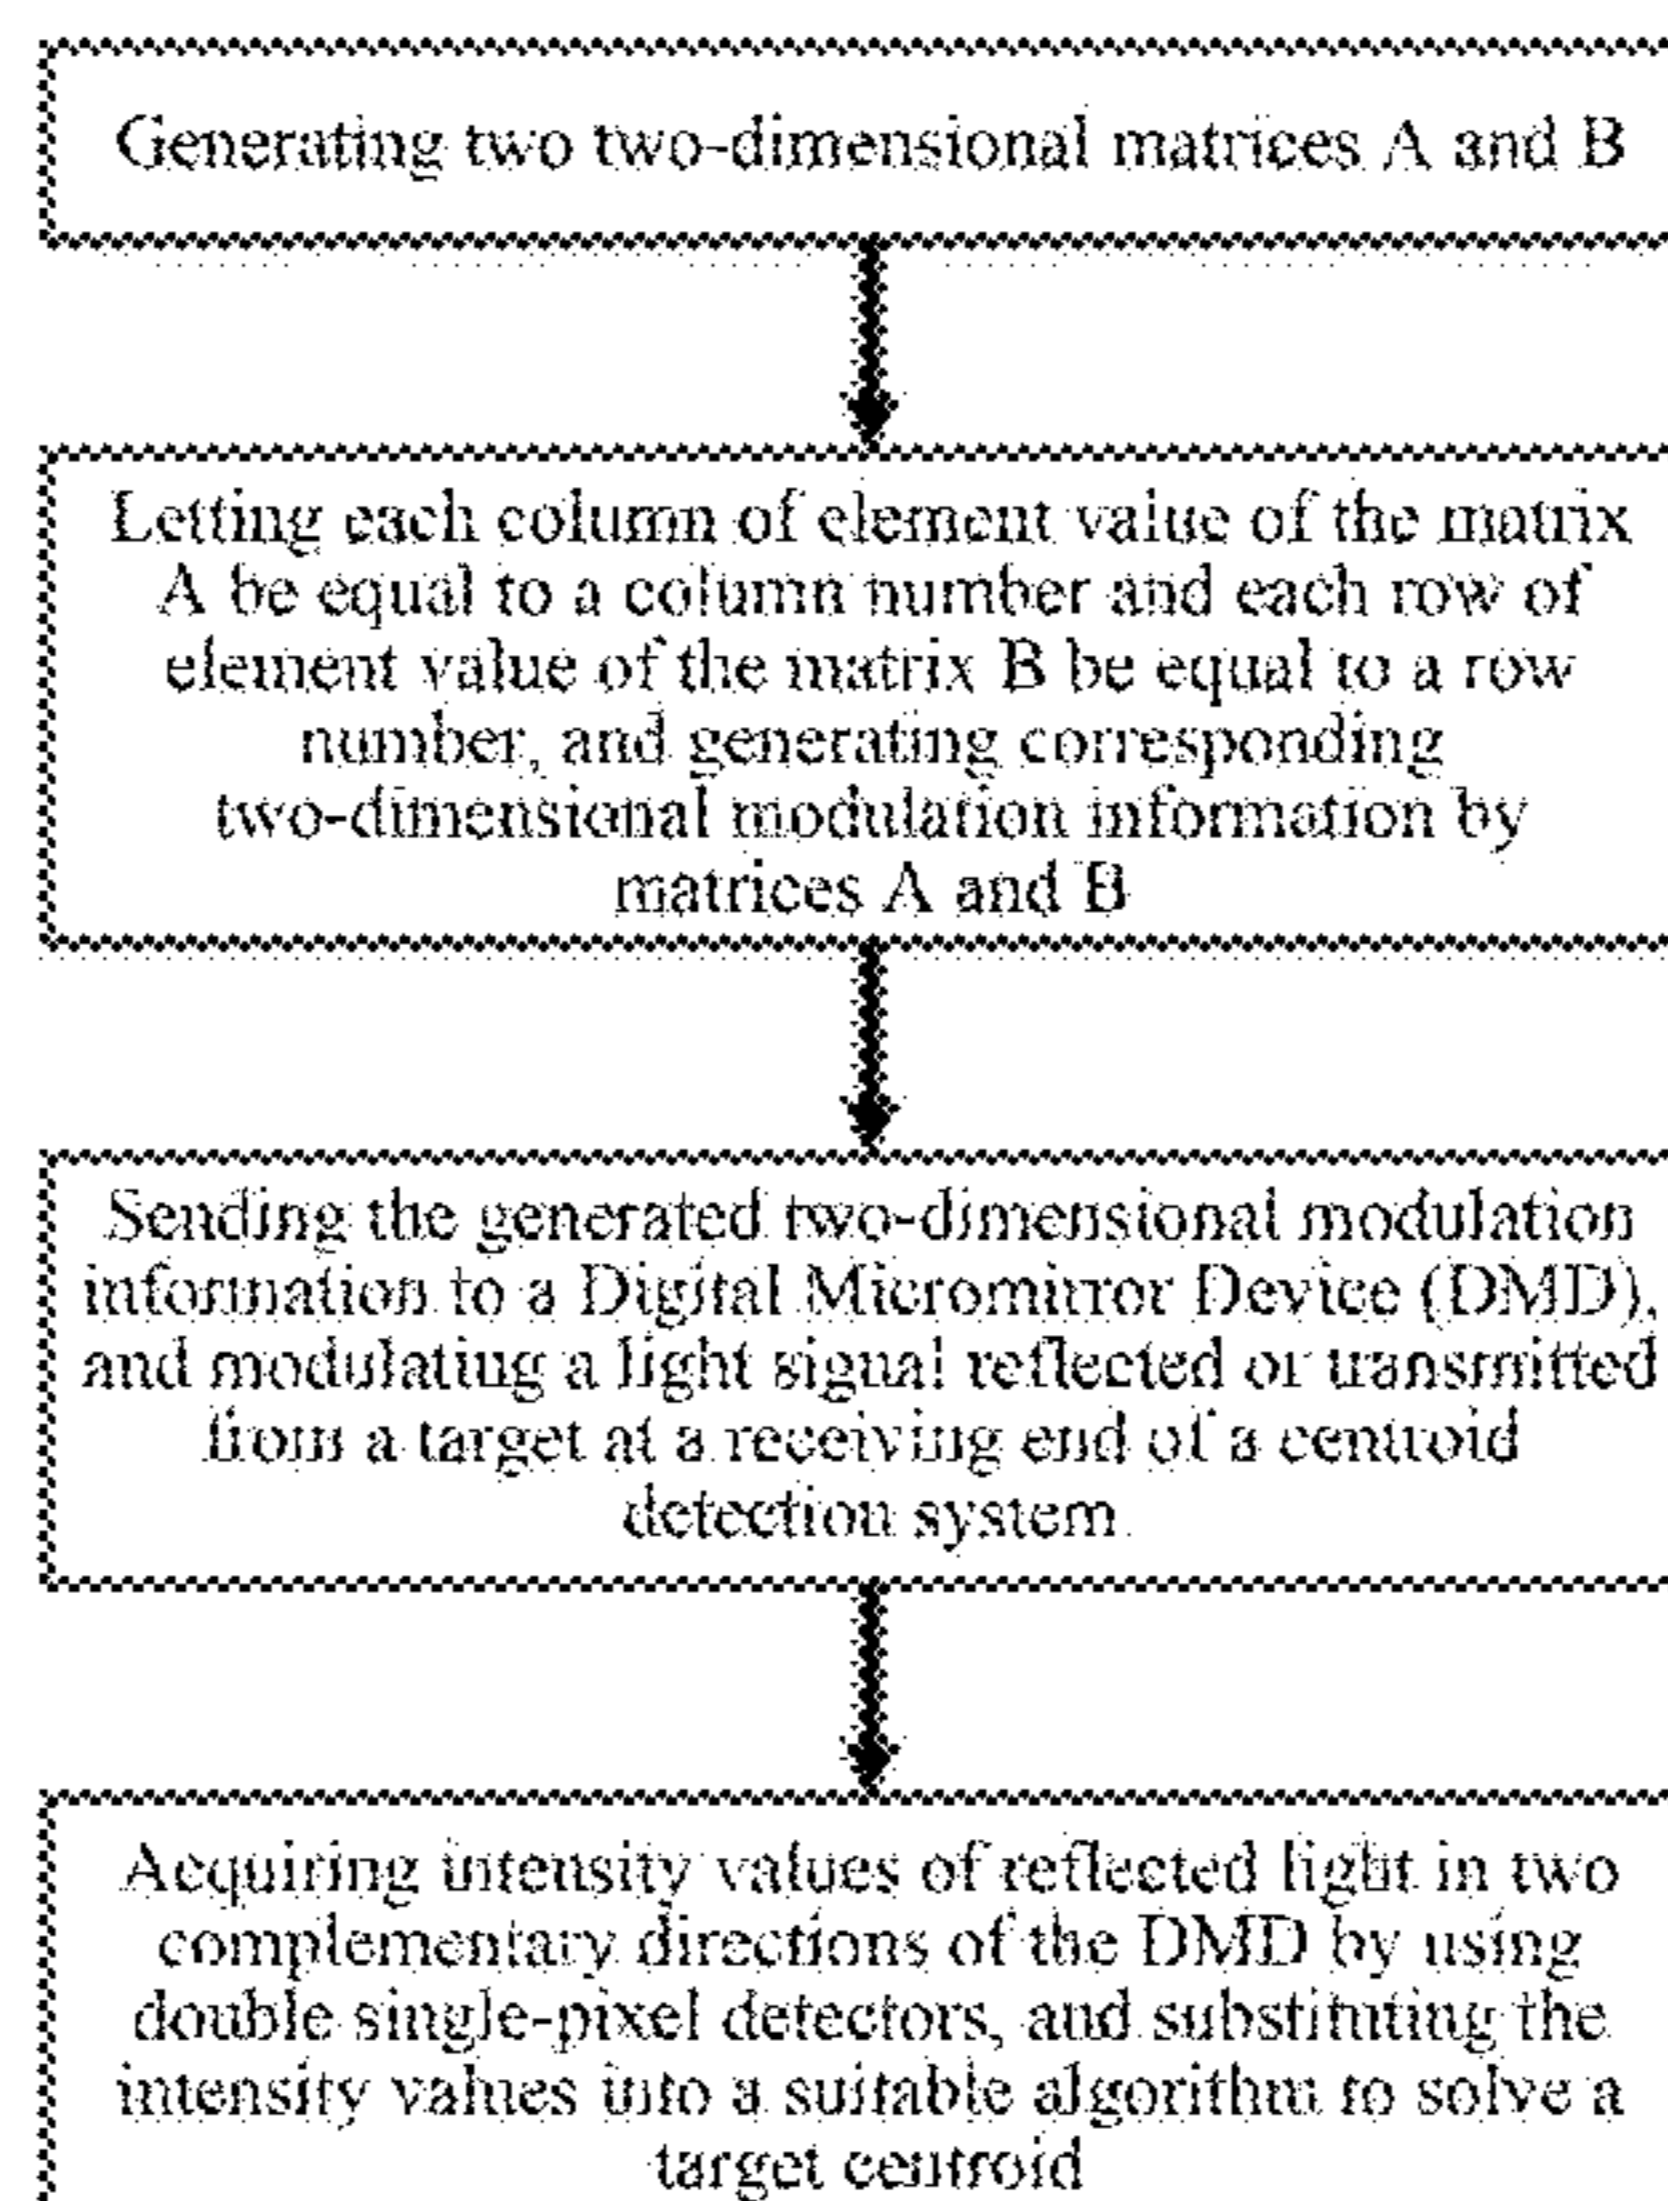 Generating two two-dimensional matrices A and B
Letting each column of element value of the matrix
A be equal to a column number and each row of
element value of the matrix B be equal to a row
number, and generating corresponding
two-dimensional modulation information by
matrices A and B
Sending the generated two-dimensional modulation
information to a Digital Micromirror Device (DMD),
and modulating a light signal reflected or transmitted
from a target at a receiving end of a centroid
detection system
Acquiring intensity values of reflected light in two
complementary directions of the DMD by using
double single-pixel detectors, and substituting the
intensity values into a suitable algorithm to solve a
target centroid